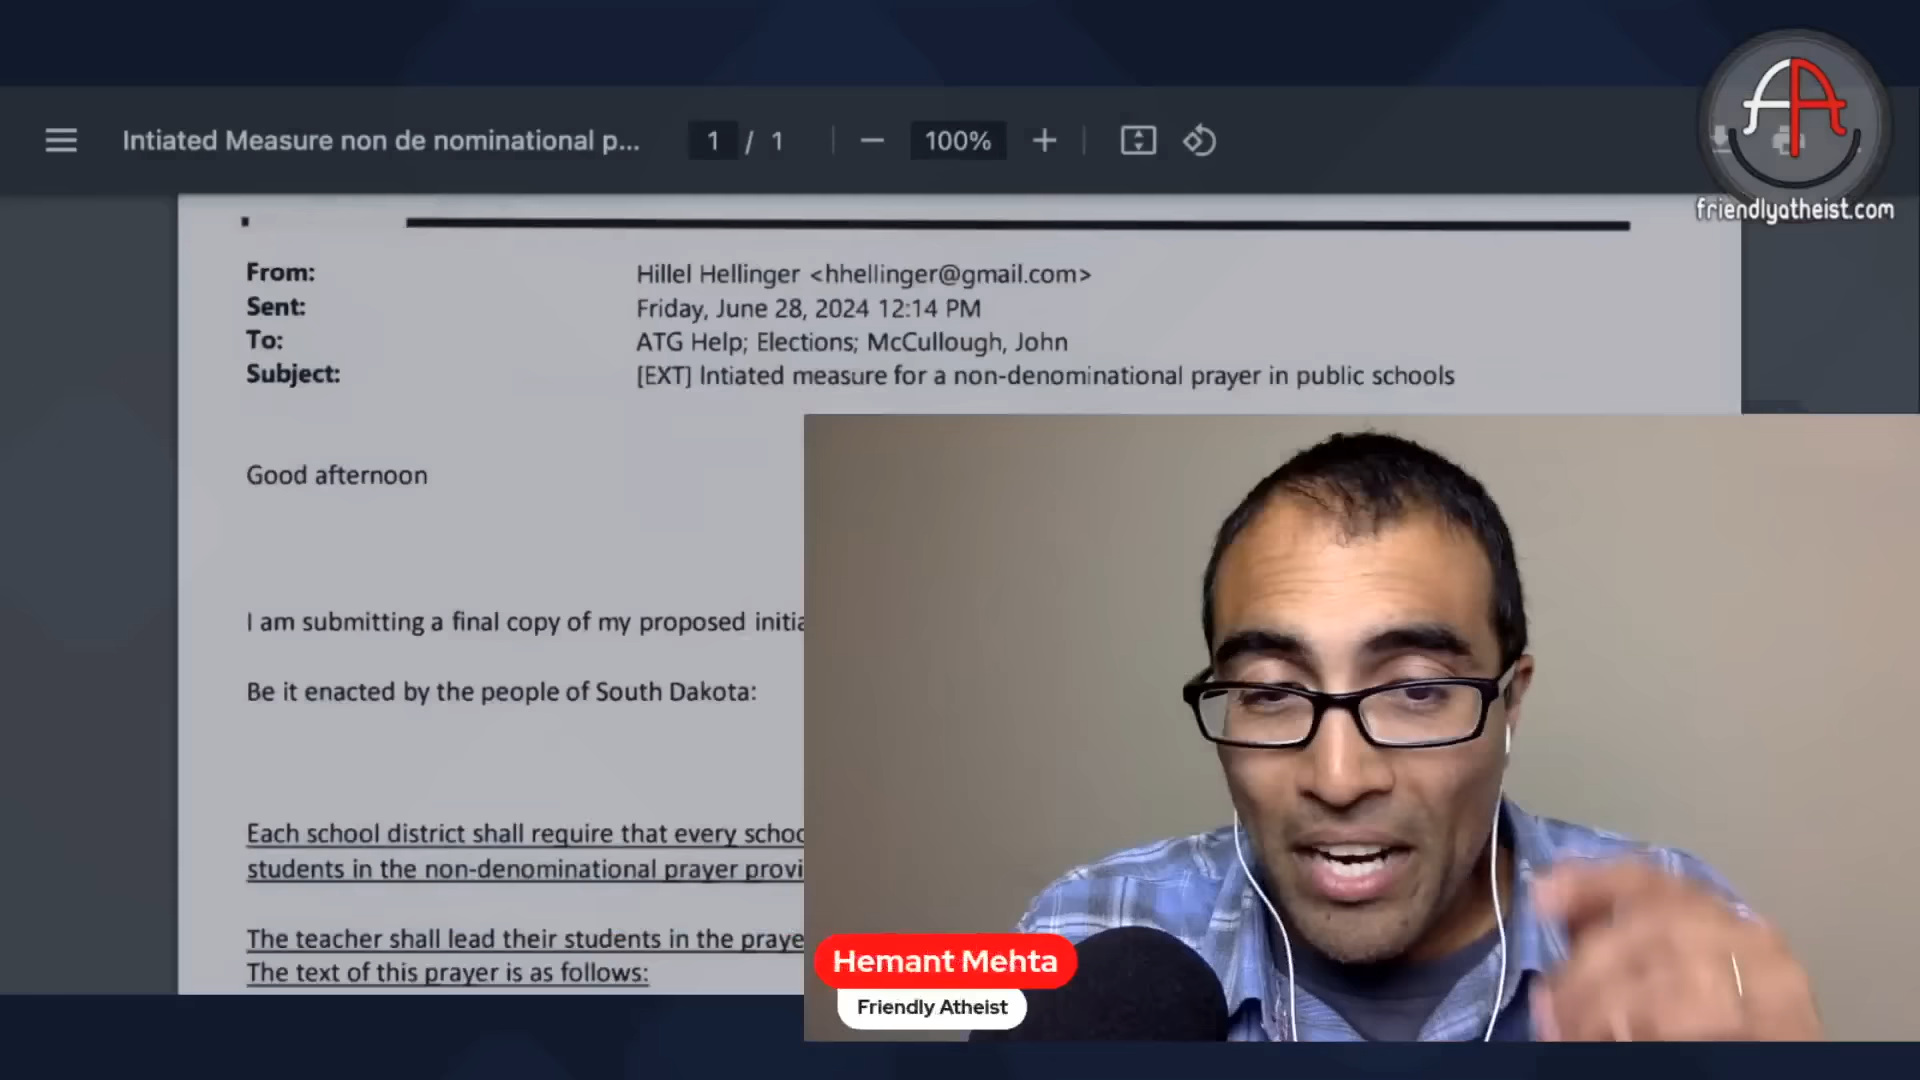 Intiated Measure non de nominational p...
1 / 1
100%
friendlyatheist.com
From: Hillel Hellinger <hhellinger@gmail.com>
Sent: Friday, June 28, 2024 12:14 PM
To: ATG Help; Elections; McCullough, John
Subject: [EXT] Intiated measure for a non-denominational prayer in public schools
Good afternoon
I am submitting a final copy of my proposed initia
Be it enacted by the people of South Dakota:
Each school district shall require that every schoo
students in the non-denominational prayer provi
The teacher shall lead their students in the praye
The text of this prayer is as follows:
Hemant Mehta
Friendly Atheist